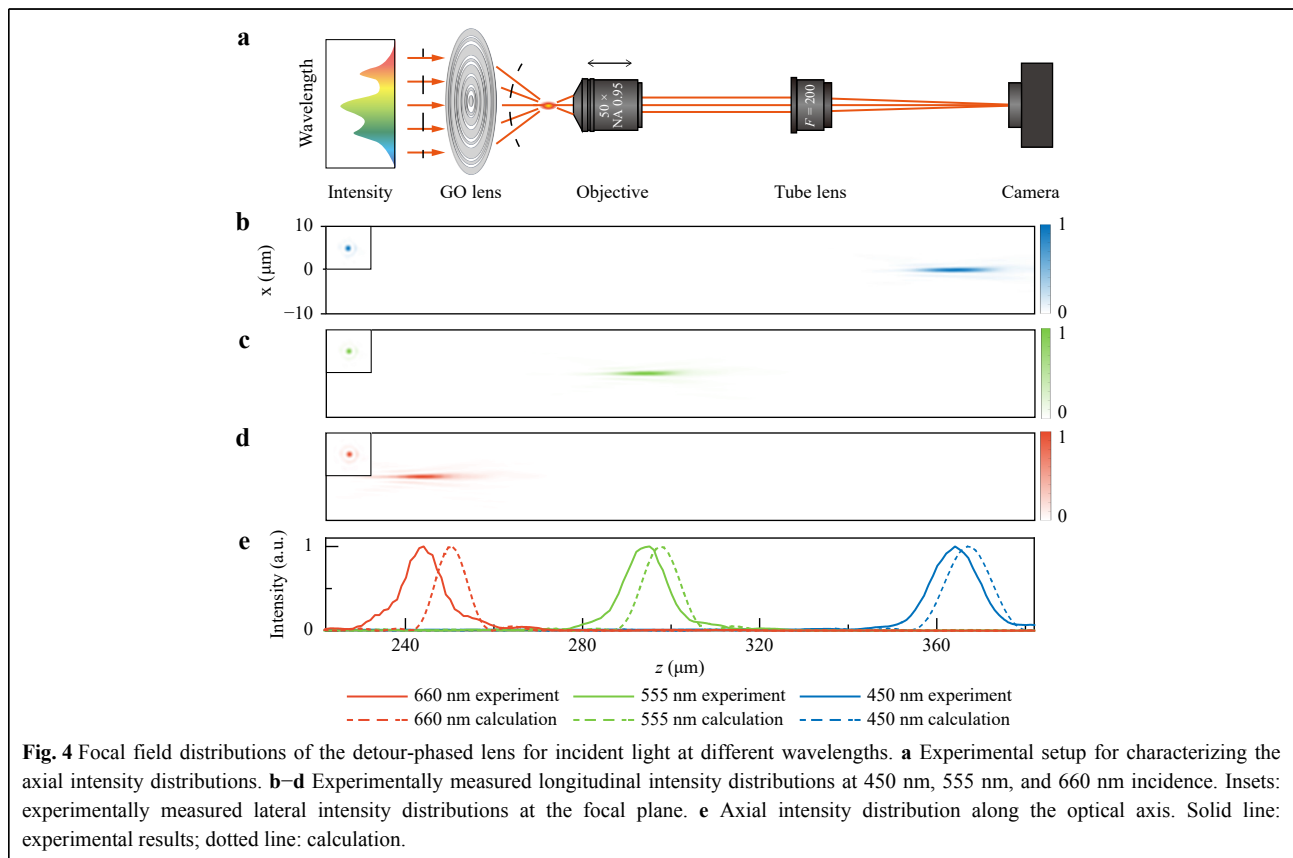 a
Wavelength
50 ×
NA 0.95
F = 200
Intensity
GO lens
Objective
Tube lens
Camera
b
10
0
−10
x (μm)
1
0
c
1
0
d
1
0
e
Intensity (a.u.)
1
0
240
280
320
360
z (μm)
660 nm experiment
555 nm experiment
450 nm experiment
660 nm calculation
555 nm calculation
450 nm calculation
Fig. 4 Focal field distributions of the detour-phased lens for incident light at different wavelengths. a Experimental setup for characterizing the
axial intensity distributions. b−d Experimentally measured longitudinal intensity distributions at 450 nm, 555 nm, and 660 nm incidence. Insets:
experimentally measured lateral intensity distributions at the focal plane. e Axial intensity distribution along the optical axis. Solid line:
experimental results; dotted line: calculation.